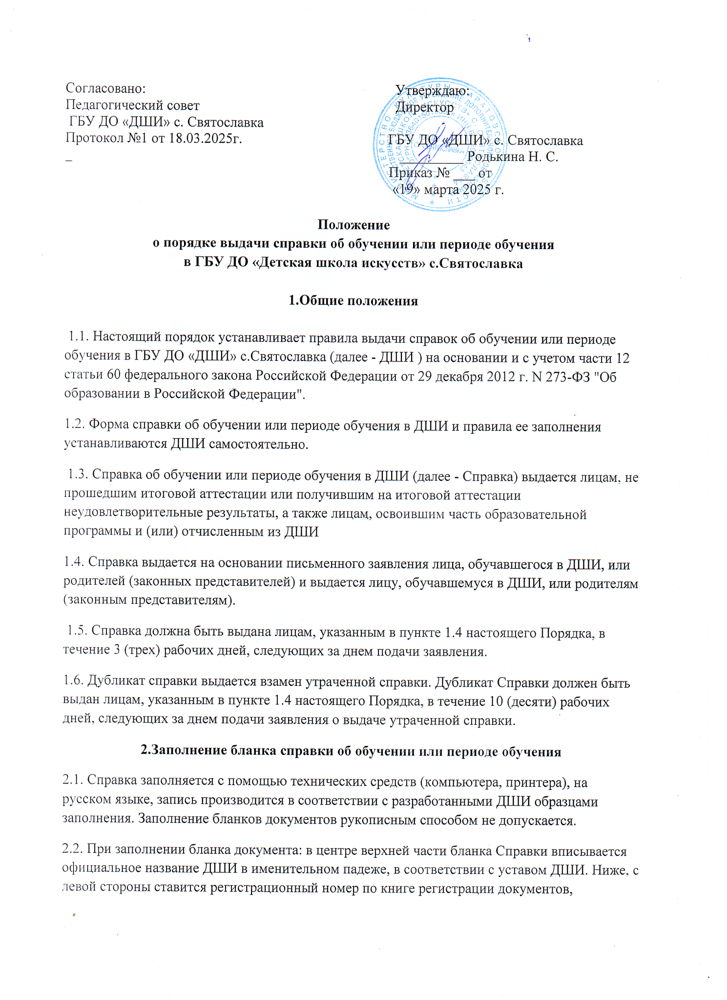 Согласовано:
Педагогический совет
ГБУ ДО «ДШИ» с. Святославка
Протокол №1 от 18.03.2025г.
_
Утверждаю:
Директор
ГБУ ДО «ДШИ» с. Святославка
_________ Родькина Н. С.
Приказ № ___ от
«19» марта 2025 г.
Положение
о порядке выдачи справки об обучении или периоде обучения
в ГБУ ДО «Детская школа искусств» с.Святославка
1.Общие положения
1.1. Настоящий порядок устанавливает правила выдачи справок об обучении или периоде
обучения в ГБУ ДО «ДШИ» с.Святославка (далее - ДШИ ) на основании и с учетом части 12
статьи 60 федерального закона Российской Федерации от 29 декабря 2012 г. N 273-ФЗ "Об
образовании в Российской Федерации".
1.2. Форма справки об обучении или периоде обучения в ДШИ и правила ее заполнения
устанавливаются ДШИ самостоятельно.
1.3. Справка об обучении или периоде обучения в ДШИ (далее - Справка) выдается лицам, не
прошедшим итоговой аттестации или получившим на итоговой аттестации
неудовлетворительные результаты, а также лицам, освоившим часть образовательной
программы и (или) отчисленным из ДШИ
1.4. Справка выдается на основании письменного заявления лица, обучавшегося в ДШИ, или
родителей (законных представителей) и выдается лицу, обучавшемуся в ДШИ, или родителям
(законным представителям).
1.5. Справка должна быть выдана лицам, указанным в пункте 1.4 настоящего Порядка, в
течение 3 (трех) рабочих дней, следующих за днем подачи заявления.
1.6. Дубликат справки выдается взамен утраченной справки. Дубликат Справки должен быть
выдан лицам, указанным в пункте 1.4 настоящего Порядка, в течение 10 (десяти) рабочих
дней, следующих за днем подачи заявления о выдаче утраченной справки.
2.Заполнение бланка справки об обучении или периоде обучения
2.1. Справка заполняется с помощью технических средств (компьютера, принтера), на
русском языке, запись производится в соответствии с разработанными ДШИ образцами
заполнения. Заполнение бланков документов рукописным способом не допускается.
2.2. При заполнении бланка документа: в центре верхней части бланка Справки вписывается
официальное название ДШИ в именительном падеже, в соответствии с уставом ДШИ. Ниже, с
левой стороны ставится регистрационный номер по книге регистрации документов,